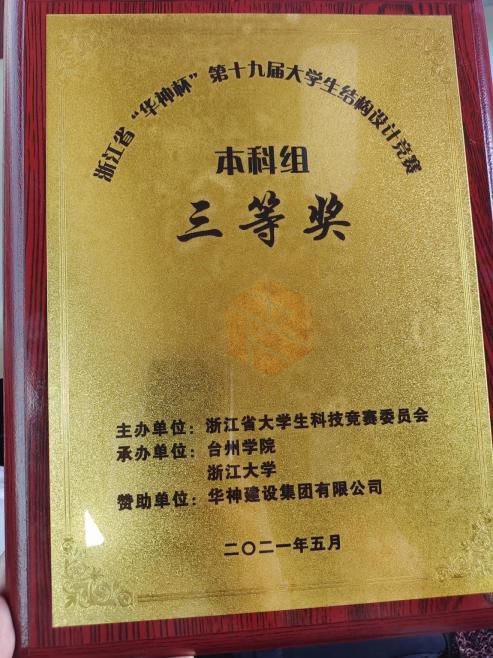 浙江省“华神杯”第十九届大学生结构设计竞赛
本科组
三等奖
主办单位：浙江省大学生科技竞赛委员会
承办单位：台州学院
浙江大学
赞助单位：华神建设集团有限公司
二〇二一年五月